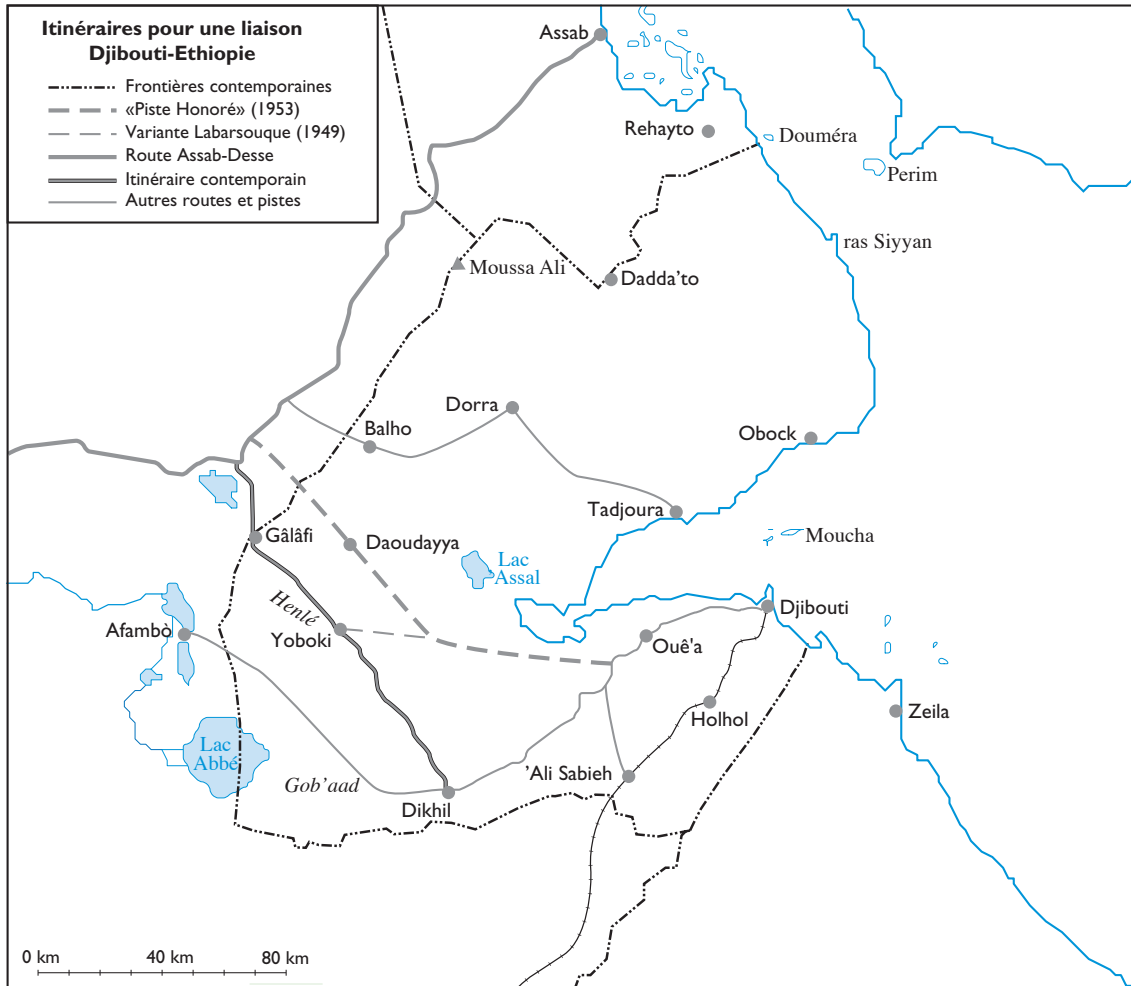 Itinéraires pour une liaison
Djibouti-Ethiopie
Frontières contemporaines
«Piste Honoré» (1953)
Variante Labarsouque (1949)
Route Assab-Desse
Itinéraire contemporain
Autres routes et pistes
Assab
Rehayto
Douméra
Perim
ras Siyyan
Moussa Ali
Dadda'to
Dorra
Balho
Obock
Tadjoura
Gâlâfi
Daoudayya
Lac
Assal
Moucha
Henlé
Djibouti
Afambò
Yoboki
Ouê'a
Holhol
Zeila
Lac
Abbé
Gob'aad
'Ali Sabieh
Dikhil
0 km
40 km
80 km